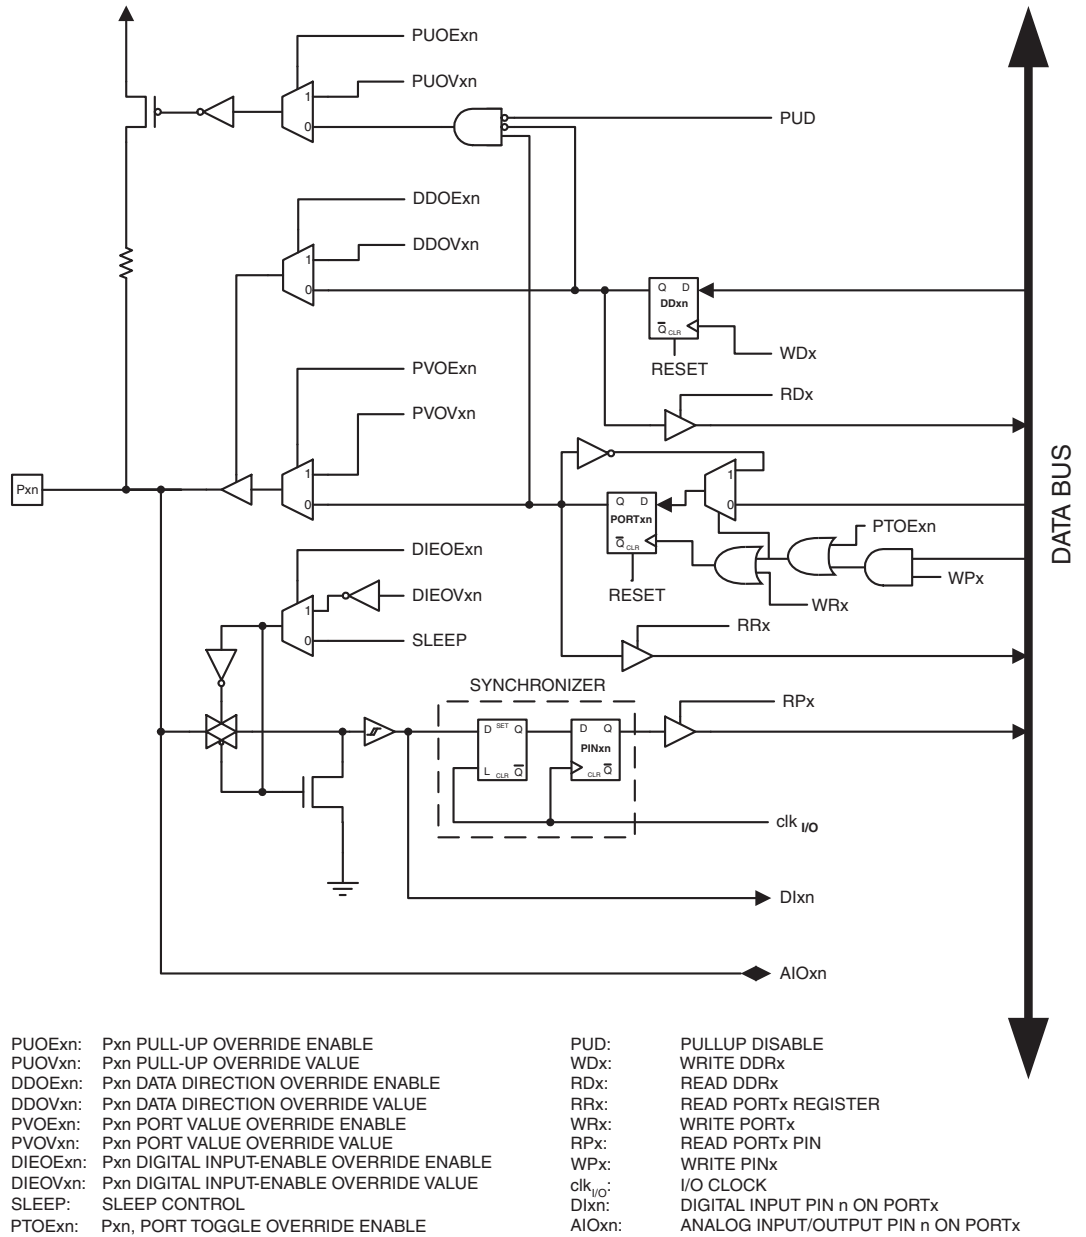 PUOExn
PUOVxn
1
0
PUD
DDOExn
DDOVxn
1
0
Q D
DDxn
Q CLR
WDx
RESET
PVOExn
RDx
PVOVxn
1
0
Pxn
1
0
Q D
PORTxn
Q CLR
PTOExn
DATA BUS
DIEOExn
WPx
RESET
WRx
DIEOVxn
1
0
SLEEP
RRx
SYNCHRONIZER
RPx
D SET Q
L CLR Q
D Q
PINxn
CLR Q
clk I/O
DIxn
AIOxn
PUOExn: Pxn PULL-UP OVERRIDE ENABLE
PUOVxn: Pxn PULL-UP OVERRIDE VALUE
DDOExn: Pxn DATA DIRECTION OVERRIDE ENABLE
DDOVxn: Pxn DATA DIRECTION OVERRIDE VALUE
PVOExn: Pxn PORT VALUE OVERRIDE ENABLE
PVOVxn: Pxn PORT VALUE OVERRIDE VALUE
DIEOExn: Pxn DIGITAL INPUT-ENABLE OVERRIDE ENABLE
DIEOVxn: Pxn DIGITAL INPUT-ENABLE OVERRIDE VALUE
SLEEP: SLEEP CONTROL
PTOExn: Pxn, PORT TOGGLE OVERRIDE ENABLE
PUD: PULLUP DISABLE
WDx: WRITE DDRx
RDx: READ DDRx
RRx: READ PORTx REGISTER
WRx: WRITE PORTx
RPx: READ PORTx PIN
WPx: WRITE PINx
clk I/O: I/O CLOCK
DIxn: DIGITAL INPUT PIN n ON PORTx
AIOxn: ANALOG INPUT/OUTPUT PIN n ON PORTx